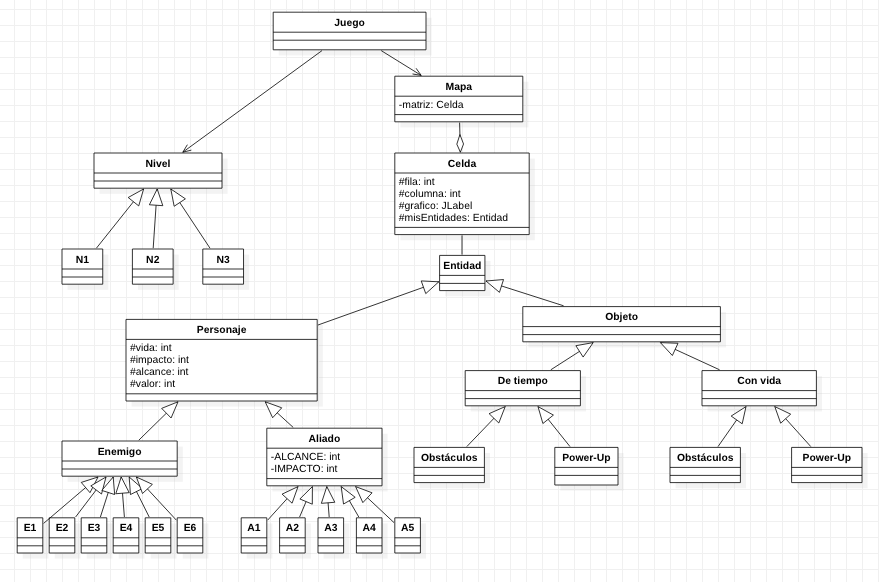 Juego
Mapa
-matriz: Celda
Nivel
Celda
#fila: int
#columna: int
#grafico: JLabel
#misEntidades: Entidad
N1
N2
N3
Entidad
Personaje
#vida: int
#impacto: int
#alcance: int
#valor: int
Objeto
De tiempo
Con vida
Enemigo
Aliado
-ALCANCE: int
-IMPACTO: int
Obstáculos
Power-Up
Obstáculos
Power-Up
E1
E2
E3
E4
E5
E6
A1
A2
A3
A4
A5